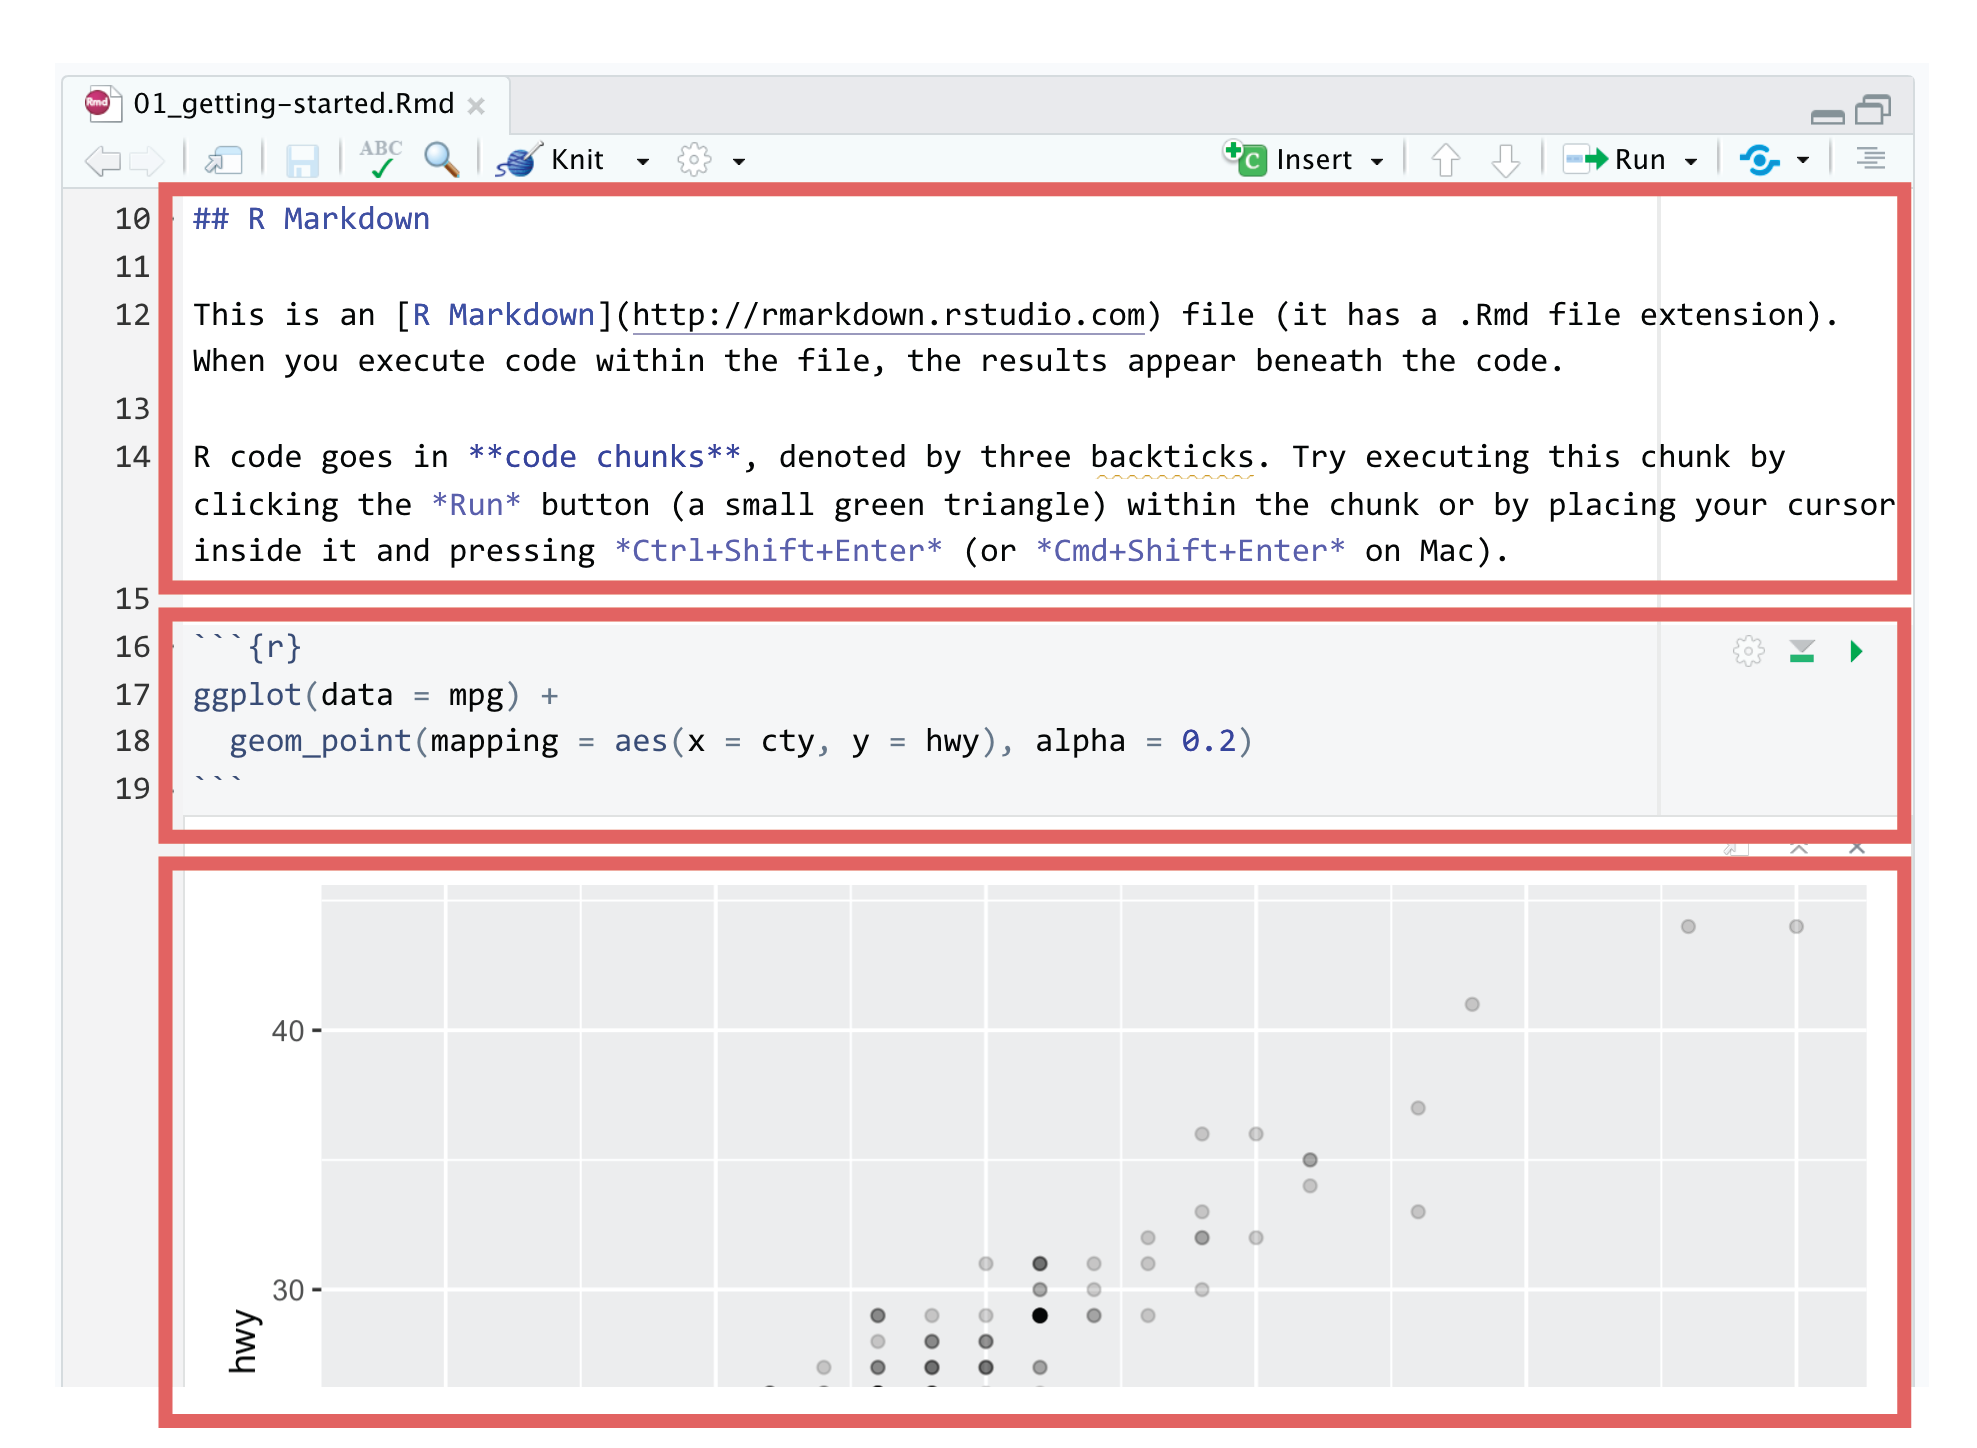 Rmd 01_getting-started.Rmd
ABC Knit Insert Run
10 ## R Markdown
11
12 This is an [R Markdown](http://rmarkdown.rstudio.com) file (it has a .Rmd file extension).
When you execute code within the file, the results appear beneath the code.
13
14 R code goes in **code chunks**, denoted by three backticks. Try executing this chunk by
clicking the *Run* button (a small green triangle) within the chunk or by placing your cursor
inside it and pressing *Ctrl+Shift+Enter* (or *Cmd+Shift+Enter* on Mac).
15
16 ```{r}
17 ggplot(data = mpg) +
18   geom_point(mapping = aes(x = cty, y = hwy), alpha = 0.2)
19 ```
40
30
hwy